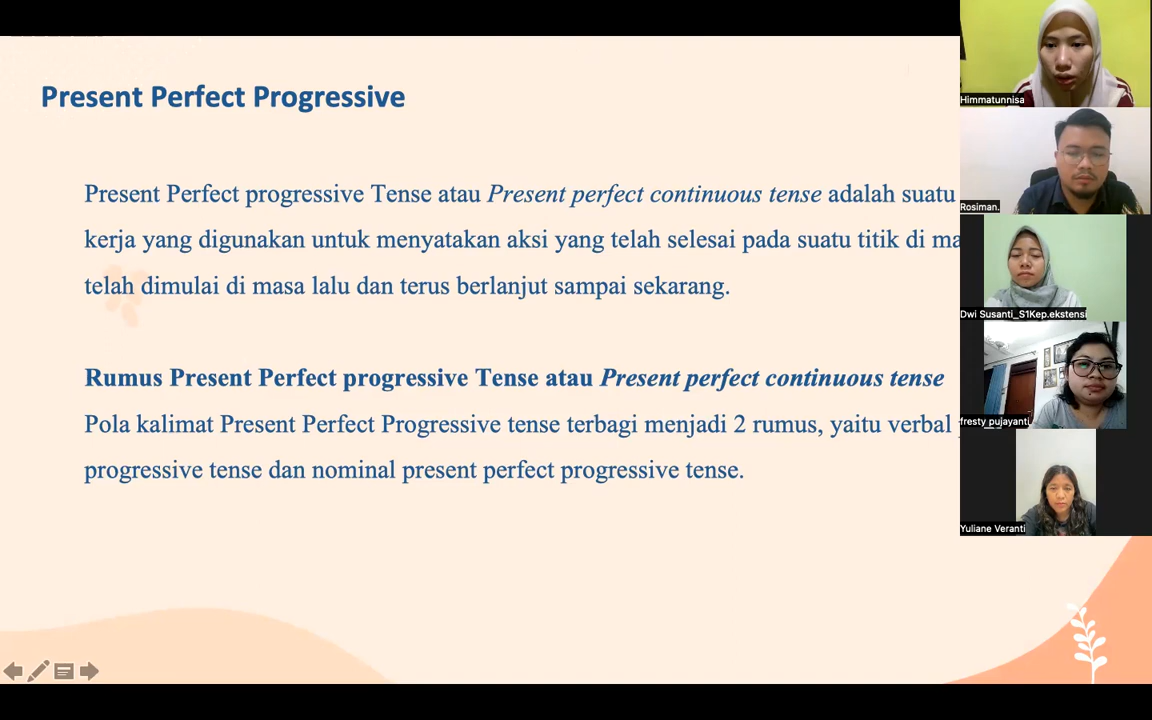 Present Perfect Progressive
Present Perfect progressive Tense atau Present perfect continuous tense adalah suatu
kerja yang digunakan untuk menyatakan aksi yang telah selesai pada suatu titik di
telah dimulai di masa lalu dan terus berlanjut sampai sekarang.
Rumus Present Perfect progressive Tense atau Present perfect continuous tense
Pola kalimat Present Perfect Progressive tense terbagi menjadi 2 rumus, yaitu verbal
progressive tense dan nominal present perfect progressive tense.
Himmatunnisa
Rosiman.
Dwi Susanti_S1Kep.ekstensi
fresty pujayanti
Yuliane Veranti